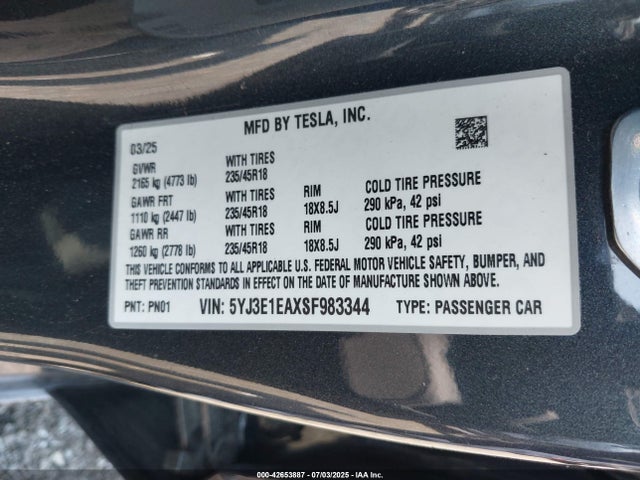 MFD BY TESLA, INC.
03/25
GVWR WITH TIRES
2165 kg (4773 lb) 235/45R18
GAWR FRT WITH TIRES RIM COLD TIRE PRESSURE
1110 kg (2447 lb) 235/45R18 18X8.5J 290 kPa, 42 psi
GAWR RR WITH TIRES RIM COLD TIRE PRESSURE
1260 kg (2778 lb) 235/45R18 18X8.5J 290 kPa, 42 psi
THIS VEHICLE CONFORMS TO ALL APPLICABLE U.S. FEDERAL MOTOR VEHICLE SAFETY, BUMPER, AND
THEFT PREVENTION STANDARDS IN EFFECT ON THE DATE OF MANUFACTURE SHOWN ABOVE.
PNT: PN01 VIN: 5YJ3E1EAXSF983344 TYPE: PASSENGER CAR
000-42653887 - 07/03/2025 - IAA Inc.